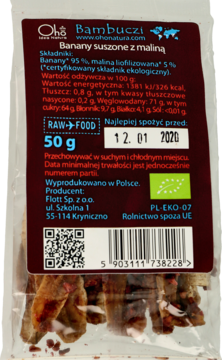 Ohō
Bambuczi
www.ohonatura.com
Banany suszone z maliną
Składniki:
Banany* 95 %, malina liofilizowana* 5 %
(*certyfikowany składnik ekologiczny).
Wartość odżywcza w 100 g:
Wartość energetyczna: 1381 kJ/326 kcal,
Tłuszcz: 0,8 g, w tym kwasy tłuszczowe
nasycone: 0,2 g, Węglowodany: 71 g, w tym
cukry: 64 g, Błonnik: 9,7 g, Białko: 4,1 g, Sól: 0,01 g.
RAW FOOD
Najlepiej spożyć przed:
50 g
12.01 2020
Przechowywać w suchym i chłodnym miejscu.
Data minimalnej trwałości jest jednocześnie
numerem partii.
Wyprodukowano w Polsce.
Producent:
Flott Sp. z o.o.
ul. Szkolna 1
55-114 Kryniczno
PL-EKO-07
Rolnictwo spoza UE
5 903111 738228 >